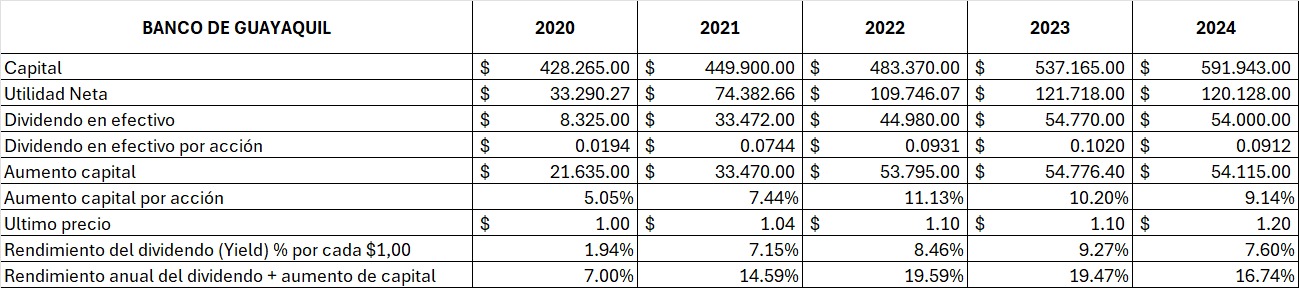 BANCO DE GUAYAQUIL 2020 2021 2022 2023 2024
Capital $ 428.265.00 $ 449.900.00 $ 483.370.00 $ 537.165.00 $ 591.943.00
Utilidad Neta $ 33.290.27 $ 74.382.66 $ 109.746.07 $ 121.718.00 $ 120.128.00
Dividendo en efectivo $ 8.325.00 $ 33.472.00 $ 44.980.00 $ 54.770.00 $ 54.000.00
Dividendo en efectivo por acción $ 0.0194 $ 0.0744 $ 0.0931 $ 0.1020 $ 0.0912
Aumento capital $ 21.635.00 $ 33.470.00 $ 53.795.00 $ 54.776.40 $ 54.115.00
Aumento capital por acción 5.05% 7.44% 11.13% 10.20% 9.14%
Ultimo precio $ 1.00 $ 1.04 $ 1.10 $ 1.10 $ 1.20
Rendimiento del dividendo (Yield) % por cada $1,00 1.94% 7.15% 8.46% 9.27% 7.60%
Rendimiento anual del dividendo + aumento de capital 7.00% 14.59% 19.59% 19.47% 16.74%